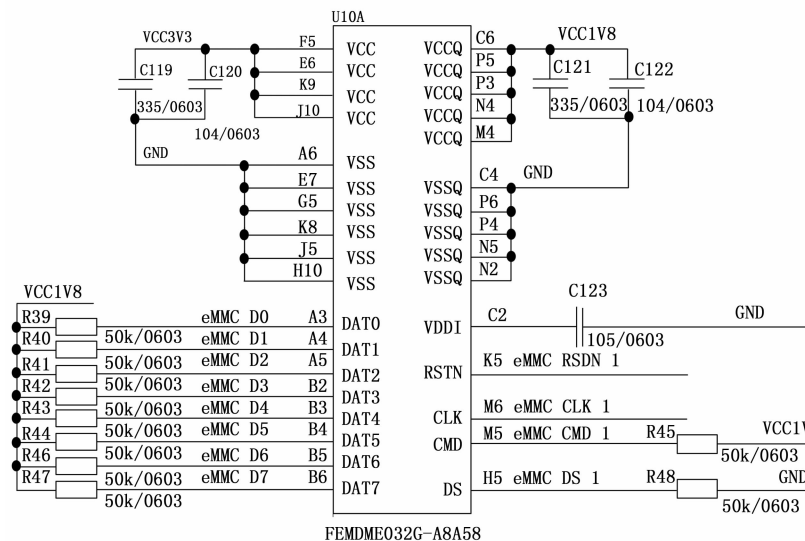 U10A
VCC3V3 F5 VCC VCCQ C6 VCC1V8
C119 C120 E6 VCC VCCQ P5 C121 C122
K9 VCC VCCQ P3
335/0603 J10 VCC VCCQ N4 335/0603 104/0603
104/0603 VCCQ M4
GND A6 VSS VSSQ C4 GND
E7 VSS VSSQ P6
G5 VSS VSSQ P4
K8 VSS VSSQ N5
J5 VSS VSSQ N2
H10 VSS
VCC1V8 C123
R39 50k/0603 eMMC D0 A3 DAT0 VDDI C2 105/0603 GND
R40 50k/0603 eMMC D1 A4 DAT1
R41 50k/0603 eMMC D2 A5 DAT2 RSTN K5 eMMC RSDN 1
R42 50k/0603 eMMC D3 B2 DAT3
R43 50k/0603 eMMC D4 B3 DAT4 CLK M6 eMMC CLK 1
R44 50k/0603 eMMC D5 B4 DAT5 CMD M5 eMMC CMD 1 R45 50k/0603 VCC1V
R46 50k/0603 eMMC D6 B5 DAT6
R47 50k/0603 eMMC D7 B6 DAT7 DS H5 eMMC DS 1 R48 50k/0603 GND
FEMDME032G-A8A58